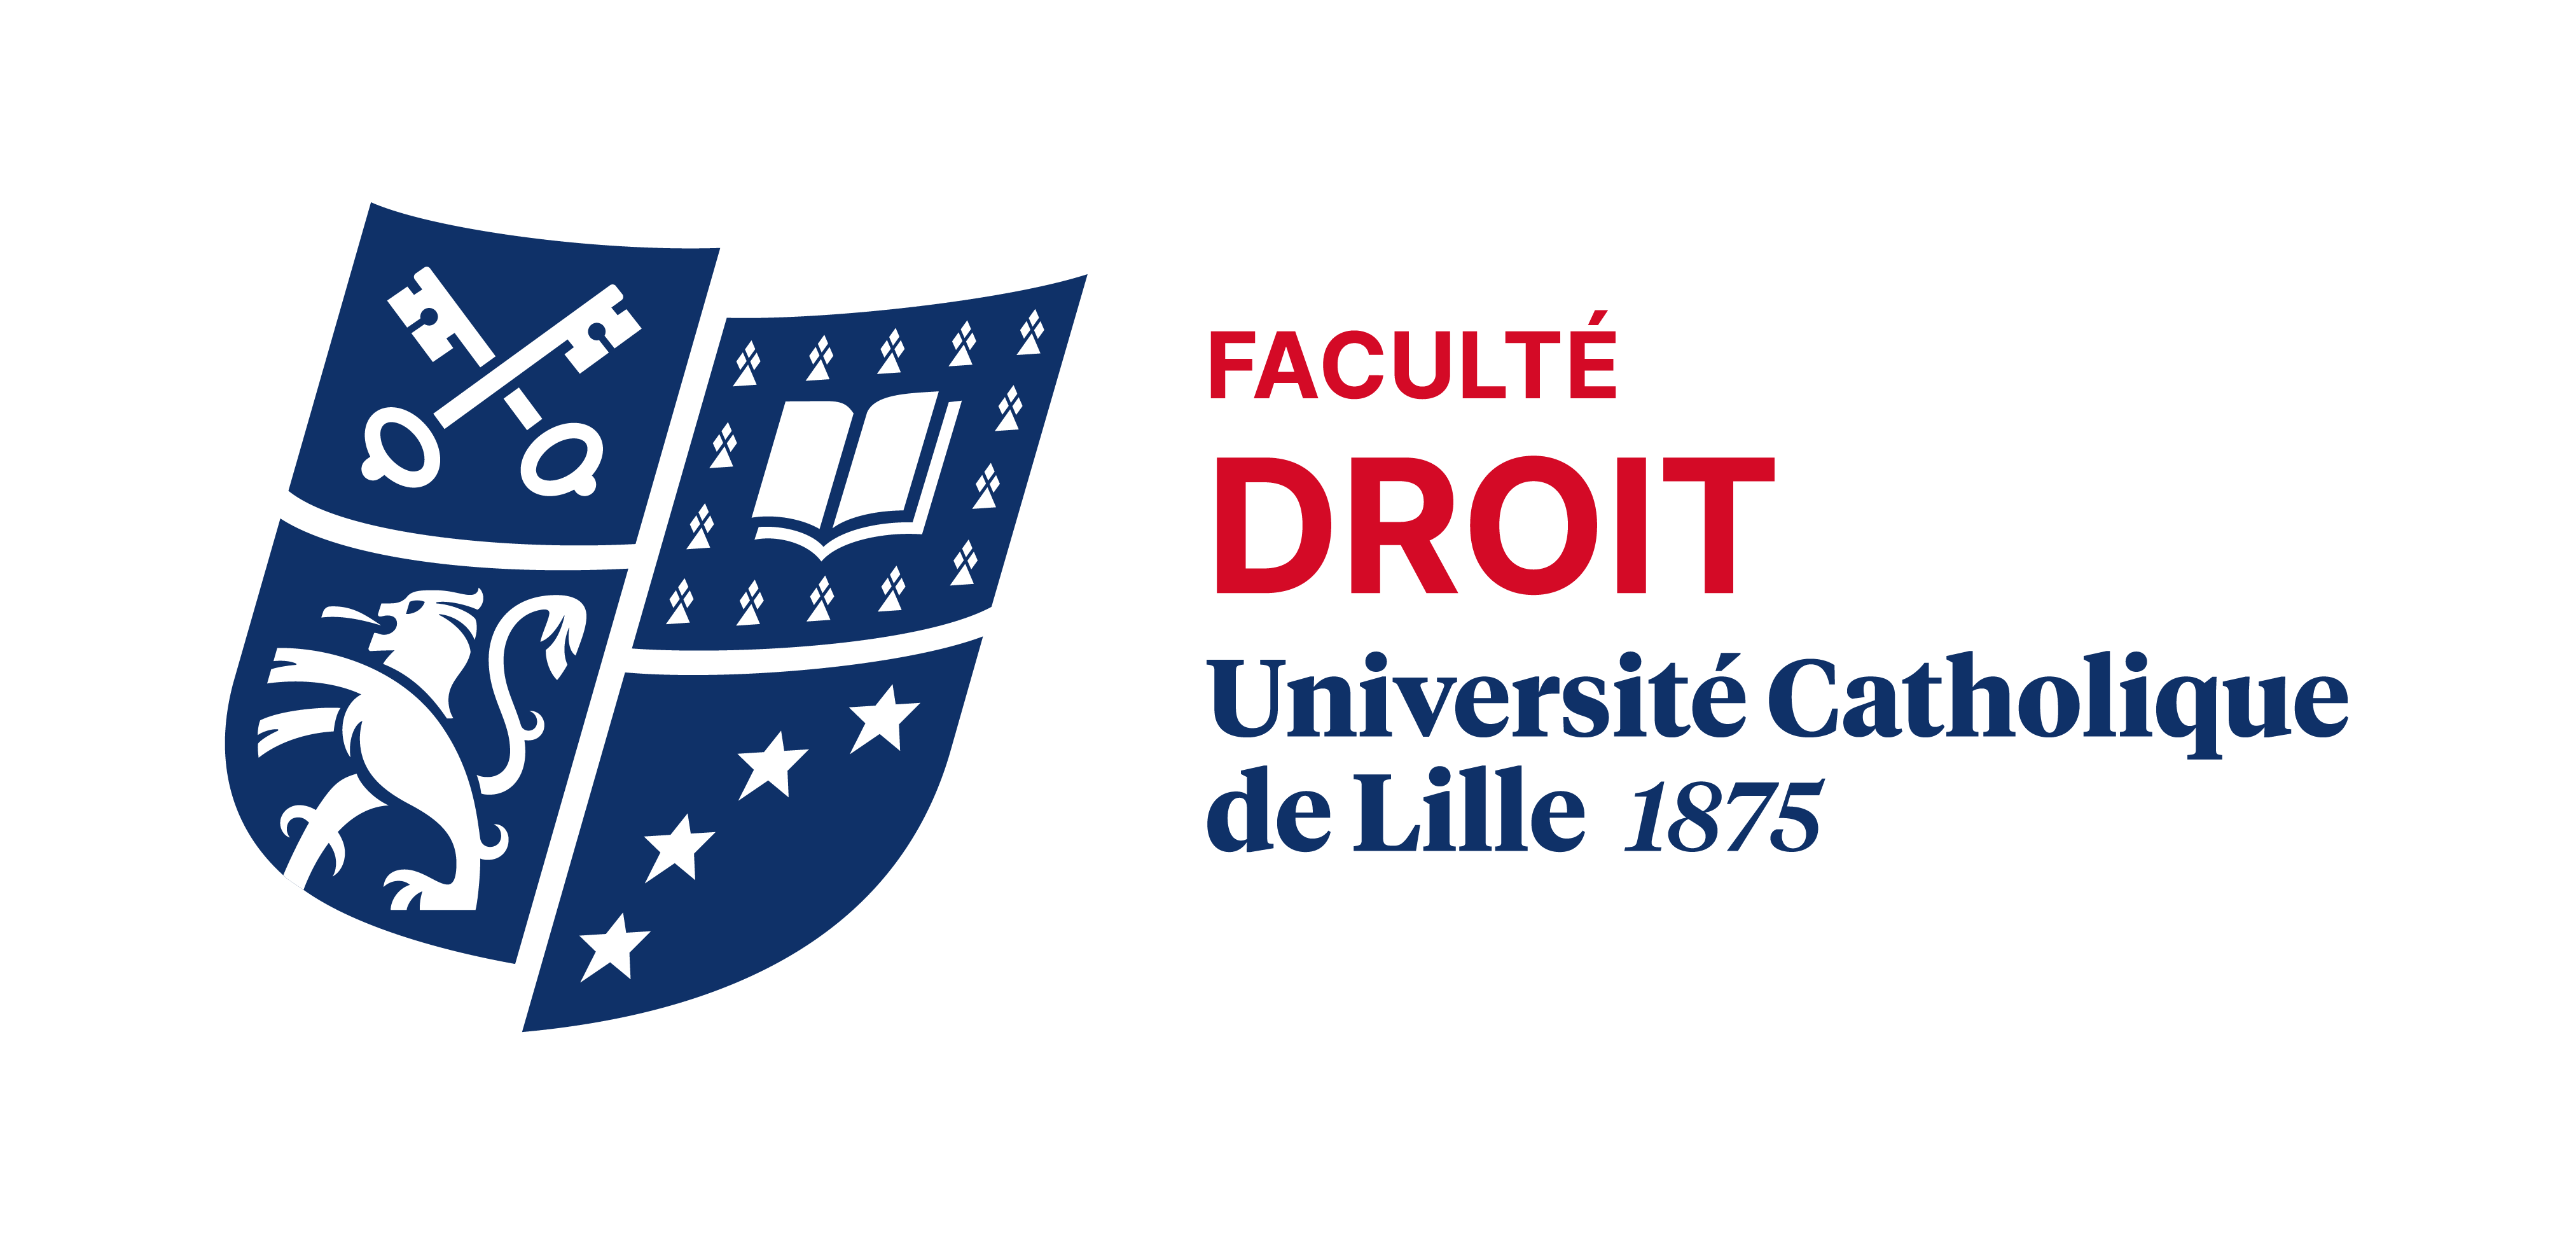 FACULTÉ
DROIT
Université Catholique
de Lille 1875